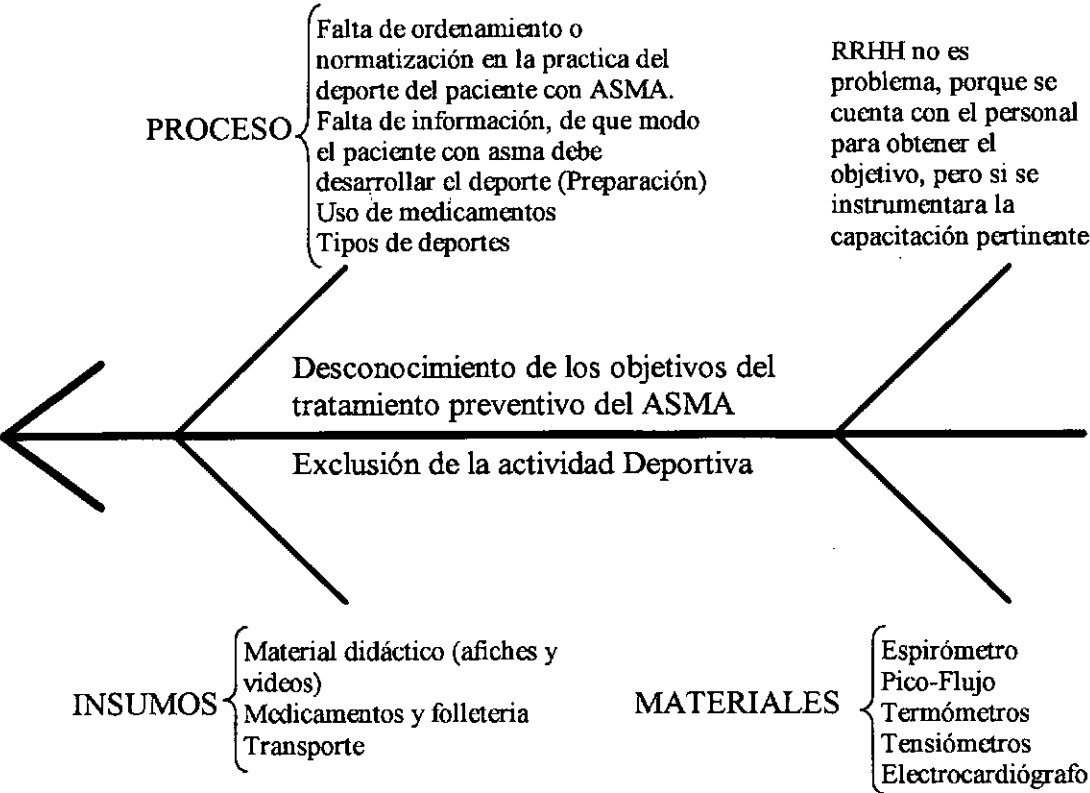 Falta de ordenamiento o
normatización en la practica del
deporte del paciente con ASMA.
PROCESO
Falta de información, de que modo
el paciente con asma debe
desarrollar el deporte (Preparación)
Uso de medicamentos
Tipos de deportes
RRHH no es
problema, porque se
cuenta con el personal
para obtener el
objetivo, pero si se
instrumentara la
capacitación pertinente
Desconocimiento de los objetivos del
tratamiento preventivo del ASMA
Exclusión de la actividad Deportiva
INSUMOS
Material didáctico (afiches y
videos)
Medicamentos y folleteria
Transporte
MATERIALES
Espirómetro
Pico-Flujo
Termómetros
Tensiómetros
Electrocardiógrafo